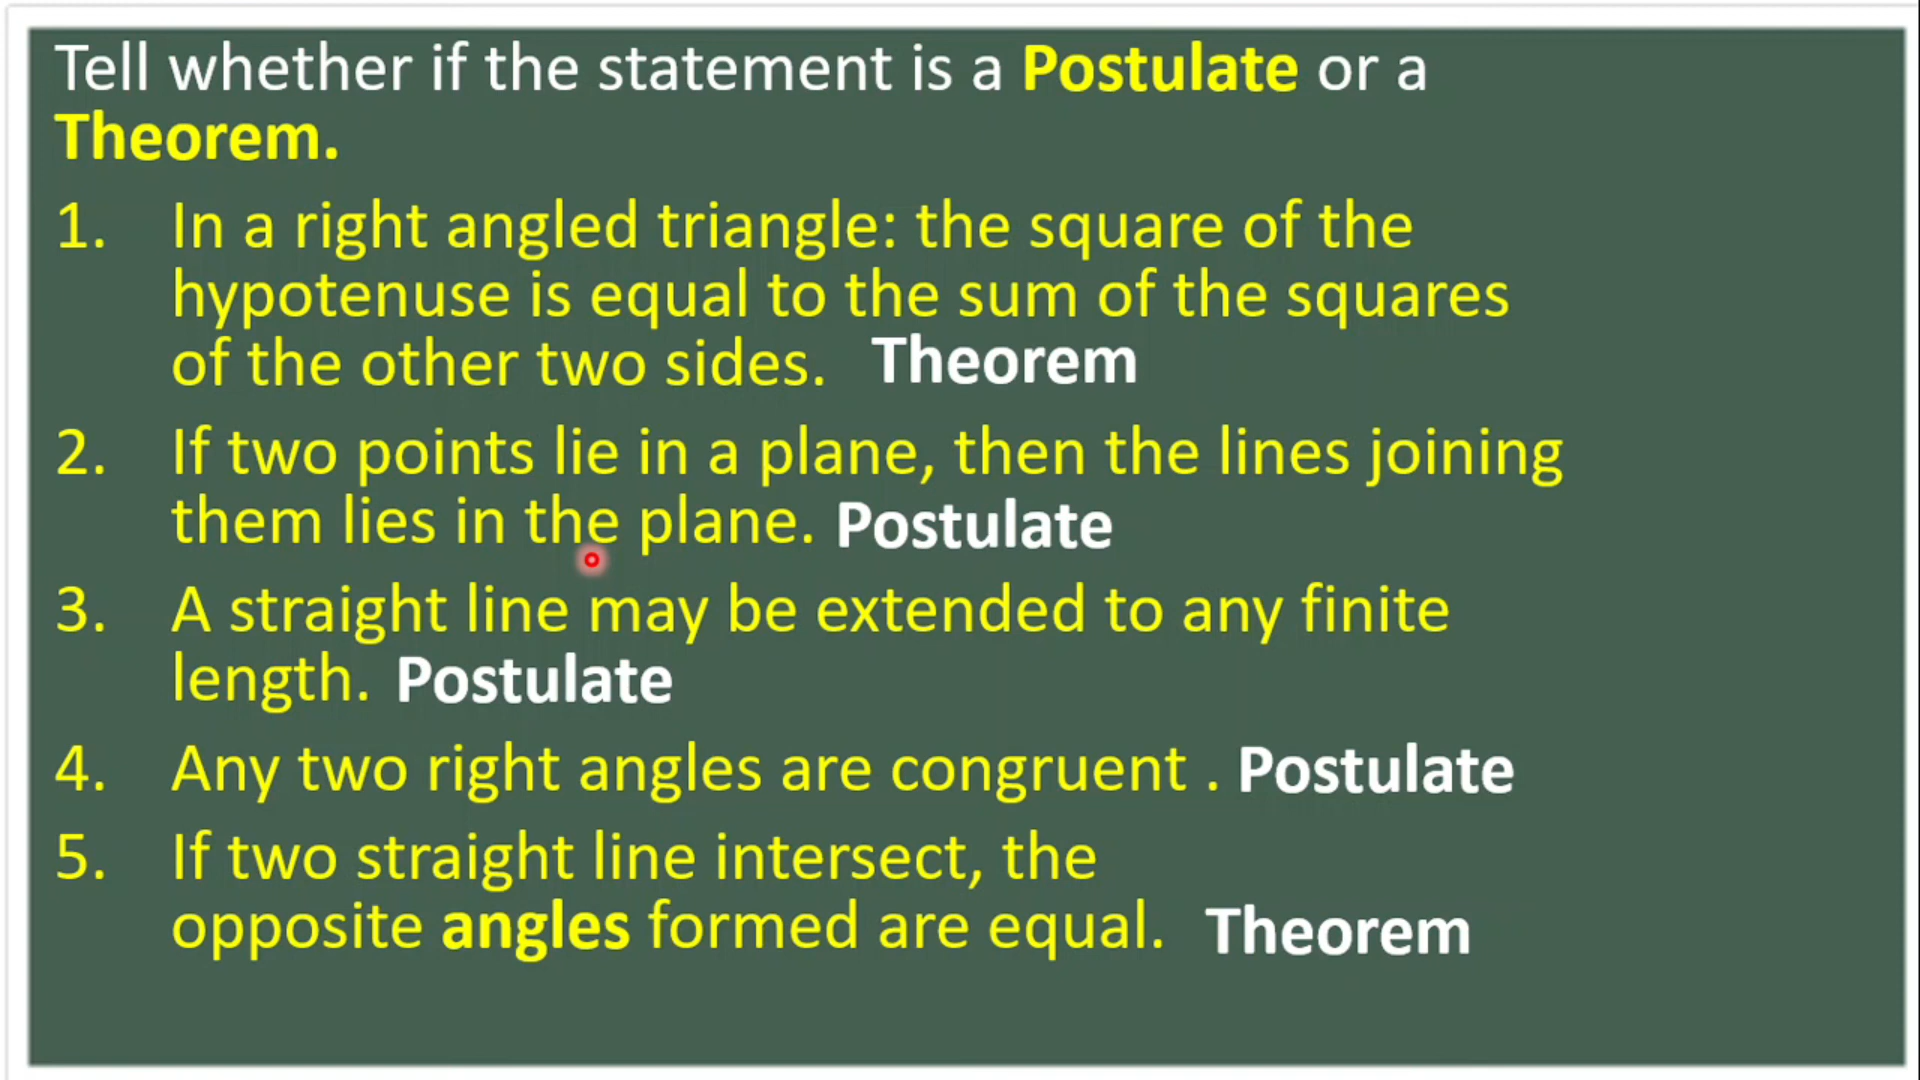 Tell whether if the statement is a Postulate or a
Theorem.
1. In a right angled triangle: the square of the
hypotenuse is equal to the sum of the squares
of the other two sides. Theorem
2. If two points lie in a plane, then the lines joining
them lies in the plane. Postulate
3. A straight line may be extended to any finite
length. Postulate
4. Any two right angles are congruent . Postulate
5. If two straight line intersect, the
opposite angles formed are equal. Theorem